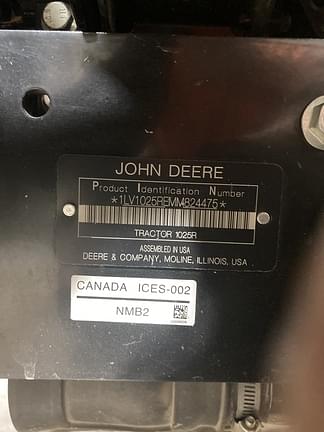 JOHN DEERE
Product Identification Number
*1LV1025REMM824475*
TRACTOR 1025R
ASSEMBLED IN USA
DEERE & COMPANY, MOLINE, ILLINOIS, USA
CANADA ICES-002
NMB2